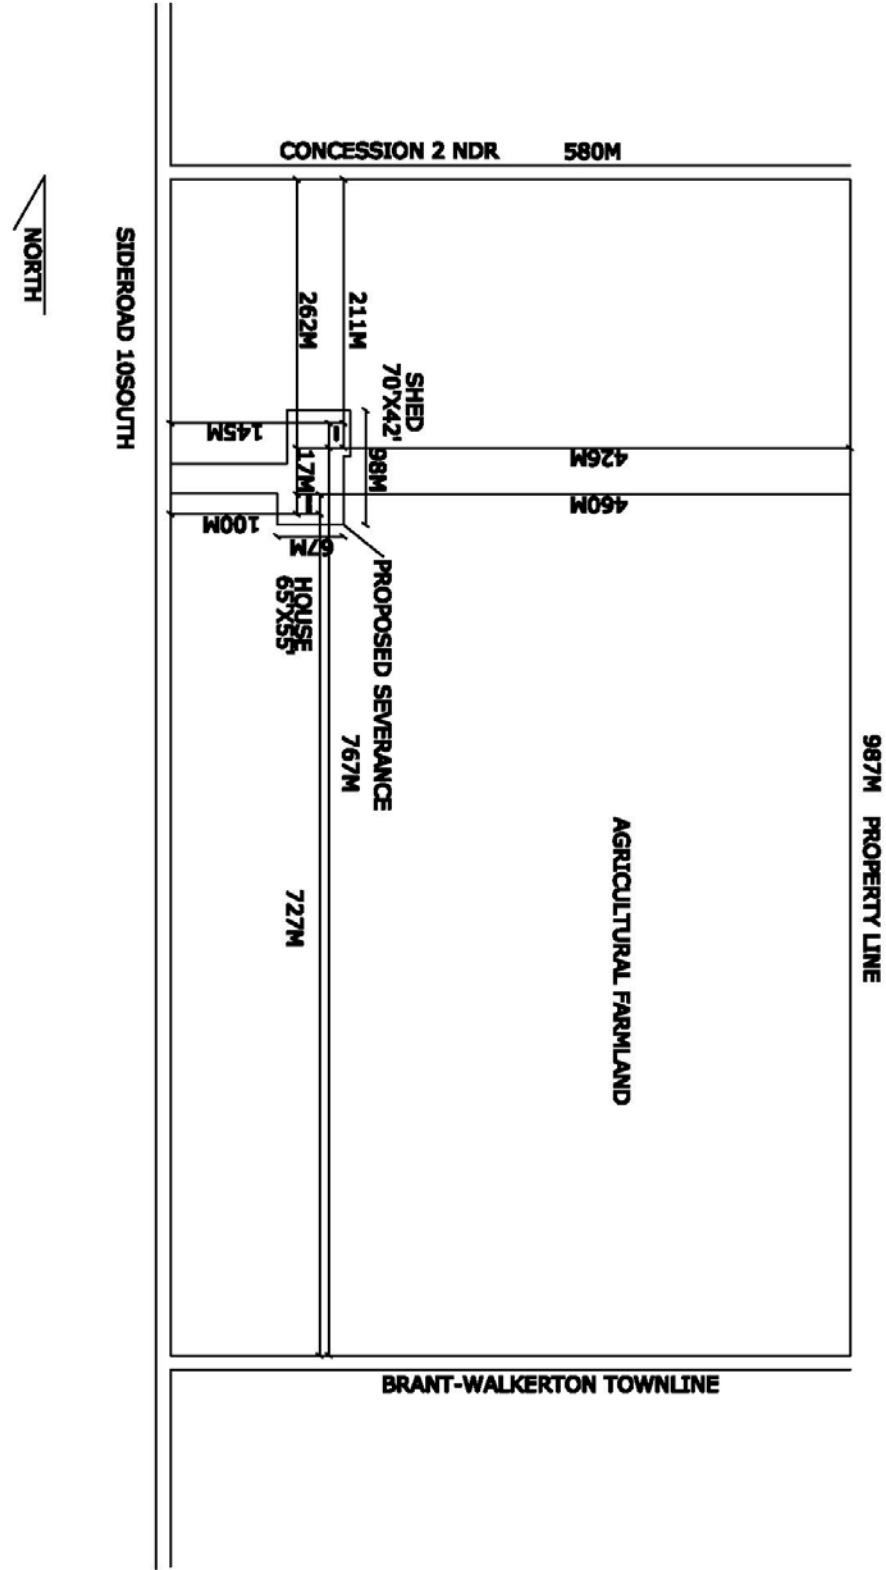 CONCESSION 2 NDR 580M
NORTH
SIDEROAD 10SOUTH
262M
211M
SHED
70'X42'
145M
17M
98M
426M
100M
67M
460M
HOUSE
65'X55'
PROPOSED SEVERANCE
767M
727M
987M PROPERTY LINE
AGRICULTURAL FARMLAND
BRANT-WALKERTON TOWNLINE